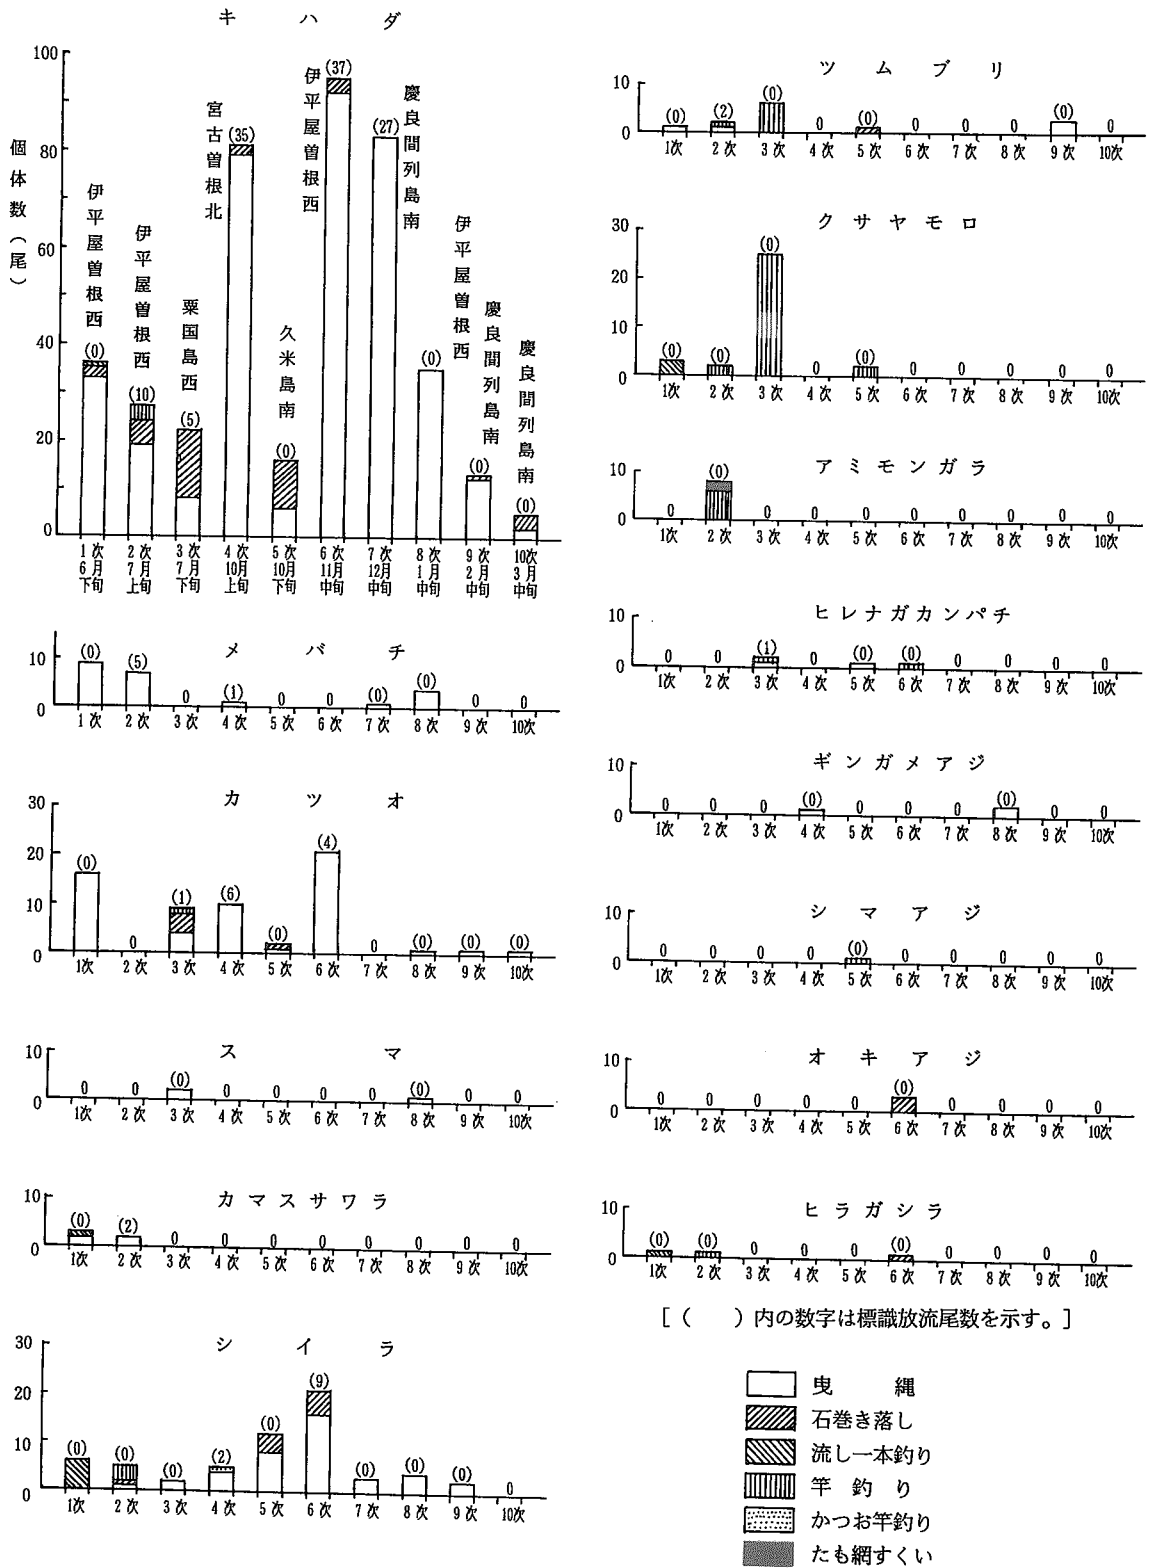 キハダ
個体数（尾）
100
80
60
40
20
0
伊平屋曽根西
(0)
伊平屋曽根西
(10)
粟国島西
(5)
宮古曽根北
(35)
久米島南
(0)
伊平屋曽根西
(37)
(27)
慶良間列島南
(0)
伊平屋曽根西
(0)
慶良間列島南
(0)
慶良間列島南
1次 2次 3次 4次 5次 6次 7次 8次 9次 10次
6月 7月 7月 10月 10月 11月 12月 1月 2月 3月
下旬 上旬 下旬 上旬 下旬 中旬 中旬 中旬 中旬 中旬
メバチ
10
0
(0) (5) 0 (1) 0 0 (0) (0) 0 0
1次 2次 3次 4次 5次 6次 7次 8次 9次 10次
カツオ
30
20
10
0
(0) 0 (1) (6) (0) (4) 0 (0) (0) (0)
1次 2次 3次 4次 5次 6次 7次 8次 9次 10次
スマ
10
0
0 0 (0) 0 0 0 0 (0) 0 0
1次 2次 3次 4次 5次 6次 7次 8次 9次 10次
カマスサワラ
10
0
(0) (2) 0 0 0 0 0 0 0 0
1次 2次 3次 4次 5次 6次 7次 8次 9次 10次
シイラ
30
20
10
0
(0) (0) (0) (2) (0) (9) (0) (0) (0) 0
1次 2次 3次 4次 5次 6次 7次 8次 9次 10次
ツムブリ
10
0
(0) (2) (0) 0 (0) 0 0 0 (0) 0
1次 2次 3次 4次 5次 6次 7次 8次 9次 10次
クサヤモロ
30
20
10
0
(0) (0) (0) 0 (0) 0 0 0 0 0
1次 2次 3次 4次 5次 6次 7次 8次 9次 10次
アミモンガラ
10
0
0 (0) 0 0 0 0 0 0 0 0
1次 2次 3次 4次 5次 6次 7次 8次 9次 10次
ヒレナガカンパチ
10
0
0 0 (1) 0 (0) (0) 0 0 0 0
1次 2次 3次 4次 5次 6次 7次 8次 9次 10次
ギンガメアジ
10
0
0 0 0 (0) 0 0 0 (0) 0 0
1次 2次 3次 4次 5次 6次 7次 8次 9次 10次
シマアジ
10
0
0 0 0 0 (0) 0 0 0 0 0
1次 2次 3次 4次 5次 6次 7次 8次 9次 10次
オキアジ
10
0
0 0 0 0 0 (0) 0 0 0 0
1次 2次 3次 4次 5次 6次 7次 8次 9次 10次
ヒラガシラ
10
0
(0) (0) 0 0 0 (0) 0 0 0 0
1次 2次 3次 4次 5次 6次 7次 8次 9次 10次
[（　　）内の数字は標識放流尾数を示す。]
曳縄
石巻き落し
流し一本釣り
竿釣り
かつお竿釣り
たも網すくい